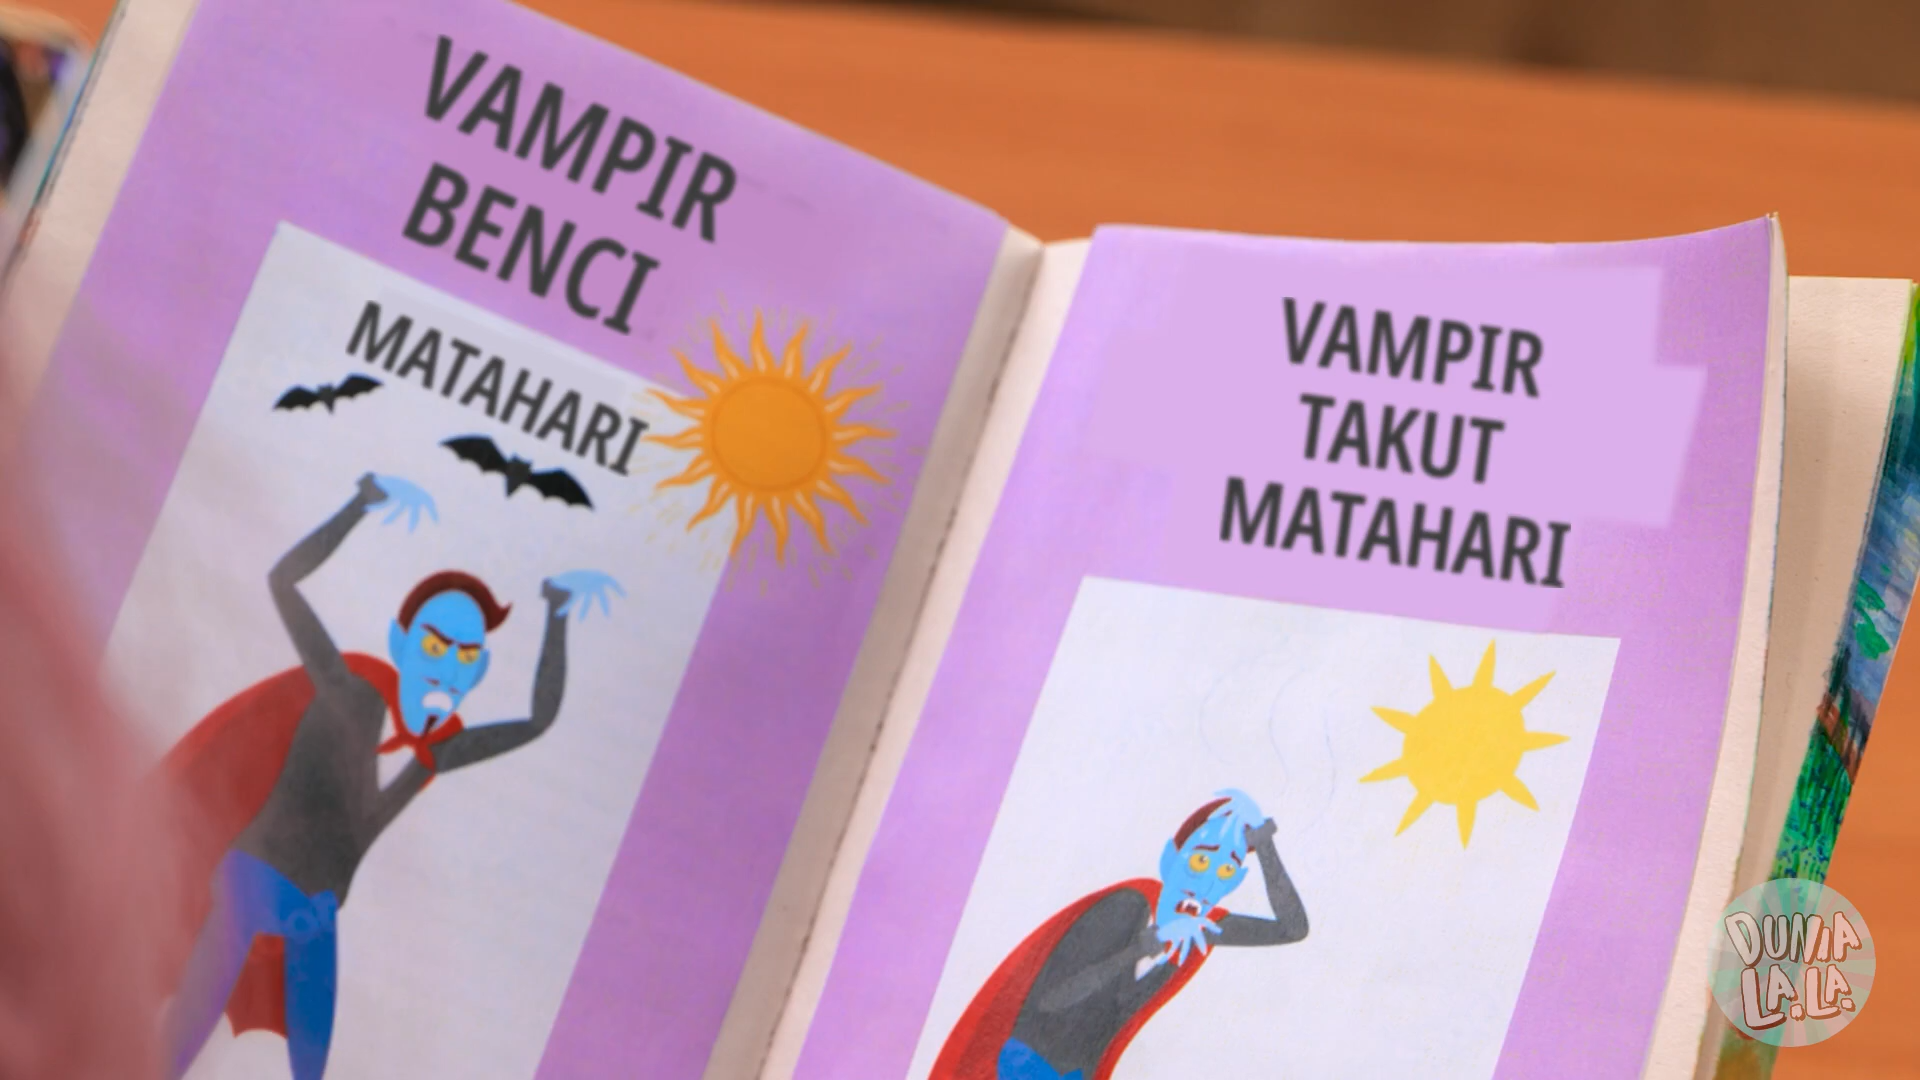 VAMPIR
BENCI
MATAHARI
VAMPIR
TAKUT
MATAHARI
DUNIA
LA.LA.